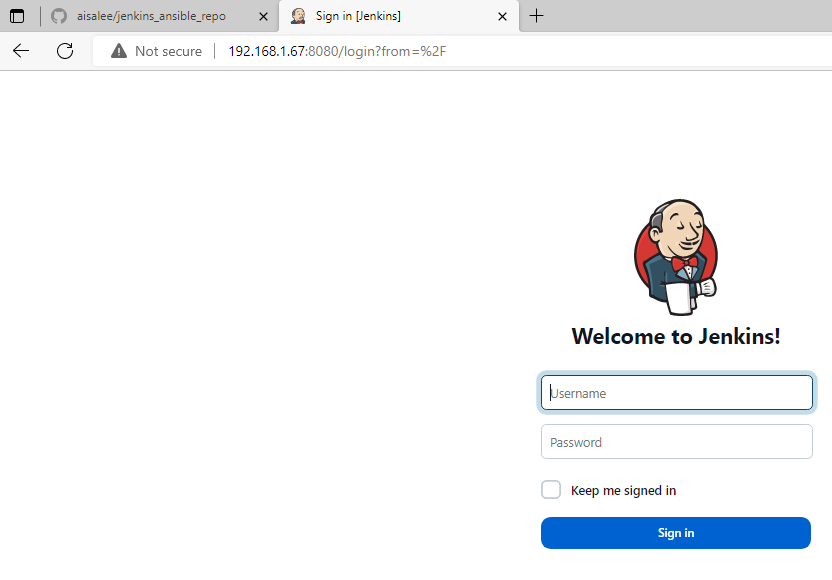 aisalee/jenkins_ansible_repo
Sign in [Jenkins]
Not secure
192.168.1.67:8080/login?from=%2F
Welcome to Jenkins!
Username
Password
Keep me signed in
Sign in